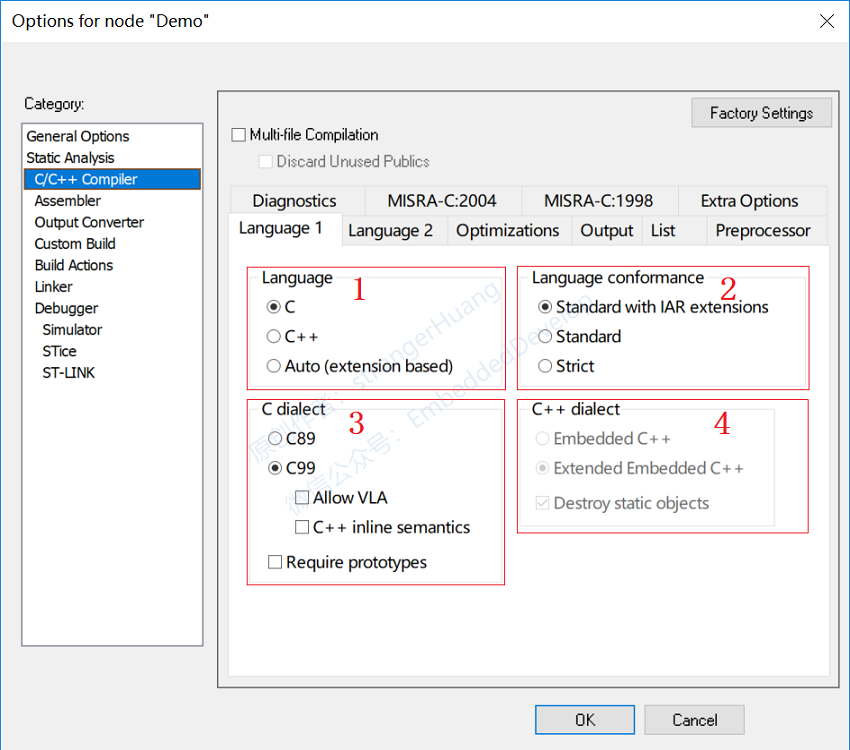 Options for node "Demo"
Category:
General Options
Static Analysis
C/C++ Compiler
Assembler
Output Converter
Custom Build
Build Actions
Linker
Debugger
Simulator
STice
ST-LINK
Factory Settings
Multi-file Compilation
Discard Unused Publics
Diagnostics MISRA-C:2004 MISRA-C:1998 Extra Options
Language 1 Language 2 Optimizations Output List Preprocessor
Language 1
C
C++
Auto (extension based)
Language conformance 2
Standard with IAR extensions
Standard
Strict
C dialect 3
C89
C99
Allow VLA
C++ inline semantics
Require prototypes
C++ dialect 4
Embedded C++
Extended Embedded C++
Destroy static objects
原创作者：strongerHuang
微信公众号：EmbeddedDevelop
OK Cancel